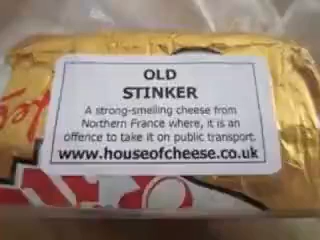 OLD
STINKER
A strong-smelling cheese from
Northern France where, it is an
offence to take it on public transport.
www.houseofcheese.co.uk